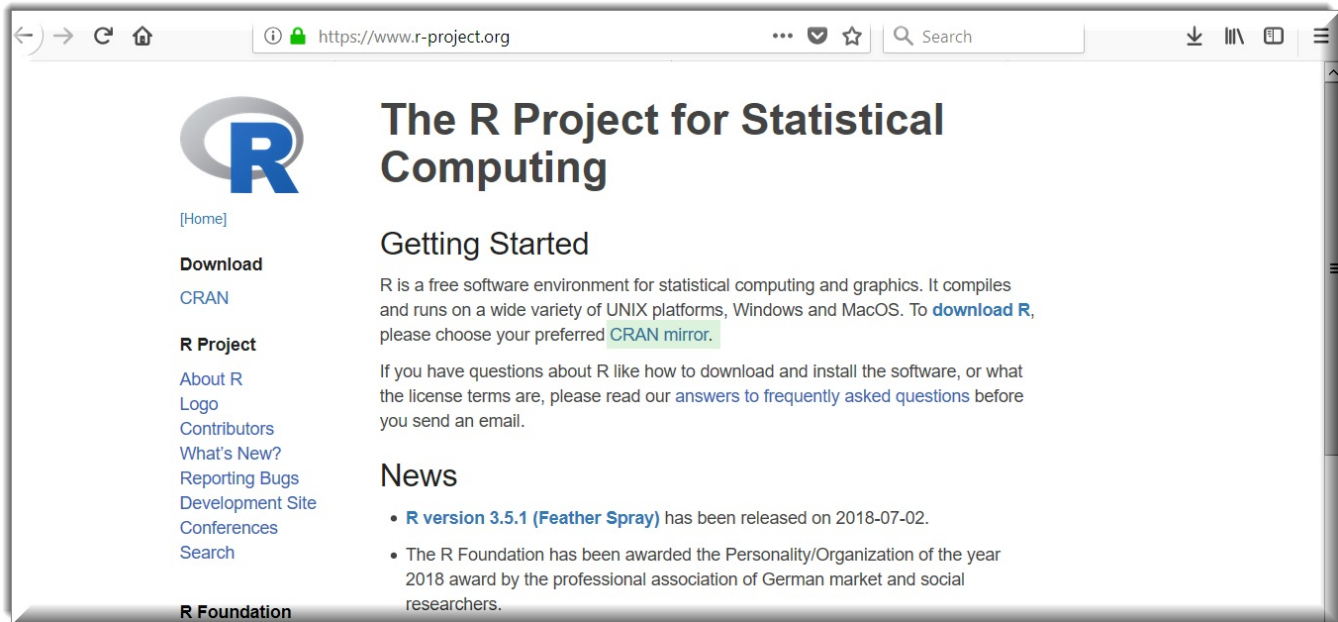 https://www.r-project.org
Search
R
[Home]
Download
CRAN
R Project
About R
Logo
Contributors
What's New?
Reporting Bugs
Development Site
Conferences
Search
R Foundation
The R Project for Statistical
Computing
Getting Started
R is a free software environment for statistical computing and graphics. It compiles
and runs on a wide variety of UNIX platforms, Windows and MacOS. To download R,
please choose your preferred CRAN mirror.
If you have questions about R like how to download and install the software, or what
the license terms are, please read our answers to frequently asked questions before
you send an email.
News
• R version 3.5.1 (Feather Spray) has been released on 2018-07-02.
• The R Foundation has been awarded the Personality/Organization of the year
2018 award by the professional association of German market and social
researchers.